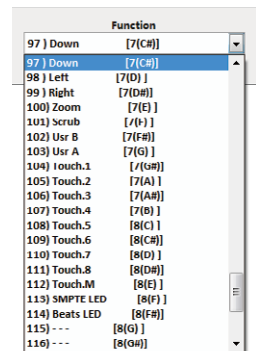 Function
97 ) Down [7(C#)]
97 ) Down [7(C#)]
98 ) Left [7(D) ]
99 ) Right [7(D#)]
100) Zoom [7(E) ]
101) Scrub [7(F) ]
102) Usr B [7(F#)]
103) Usr A [7(G) ]
104) Touch.1 [7(G#)]
105) Touch.2 [7(A) ]
106) Touch.3 [7(A#)]
107) Touch.4 [7(B) ]
108) Touch.5 [8(C) ]
109) Touch.6 [8(C#)]
110) Touch.7 [8(D) ]
111) Touch.8 [8(D#)]
112) Touch.M [8(E) ]
113) SMPTE LED [8(F) ]
114) Beats LED [8(F#)]
115) - - - [8(G) ]
116) - - - [8(G#)]